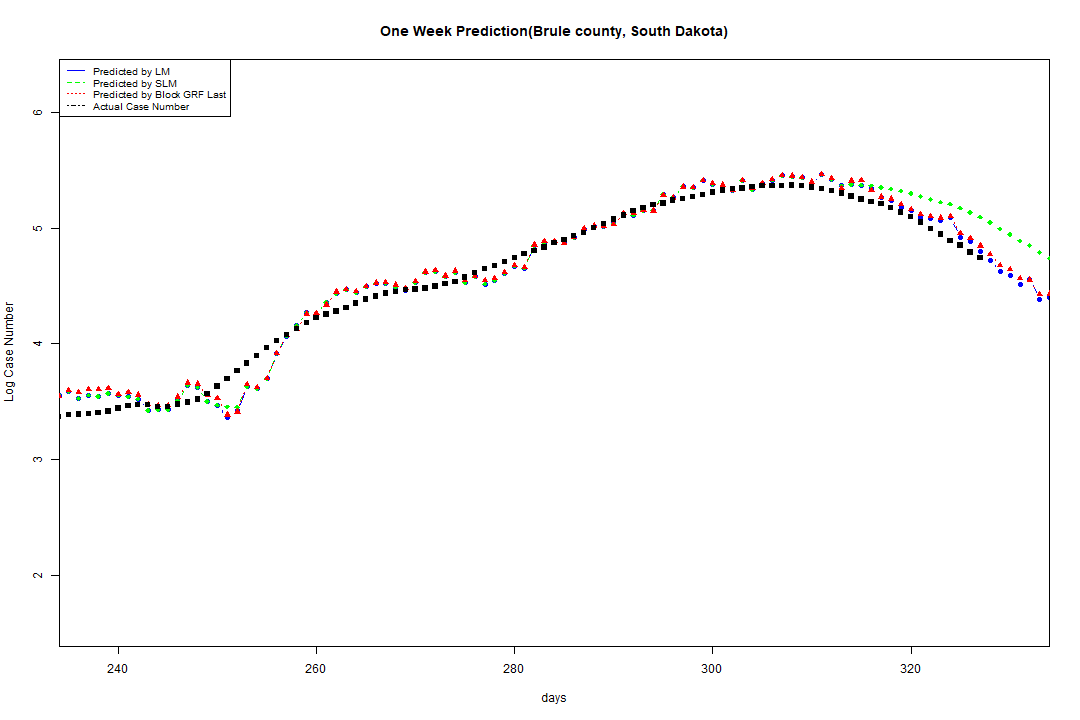 One Week Prediction(Brule county, South Dakota)
Predicted by LM
Predicted by SLM
Predicted by Block GRF Last
Actual Case Number
6
5
4
3
2
Log Case Number
240 260 280 300 320
days